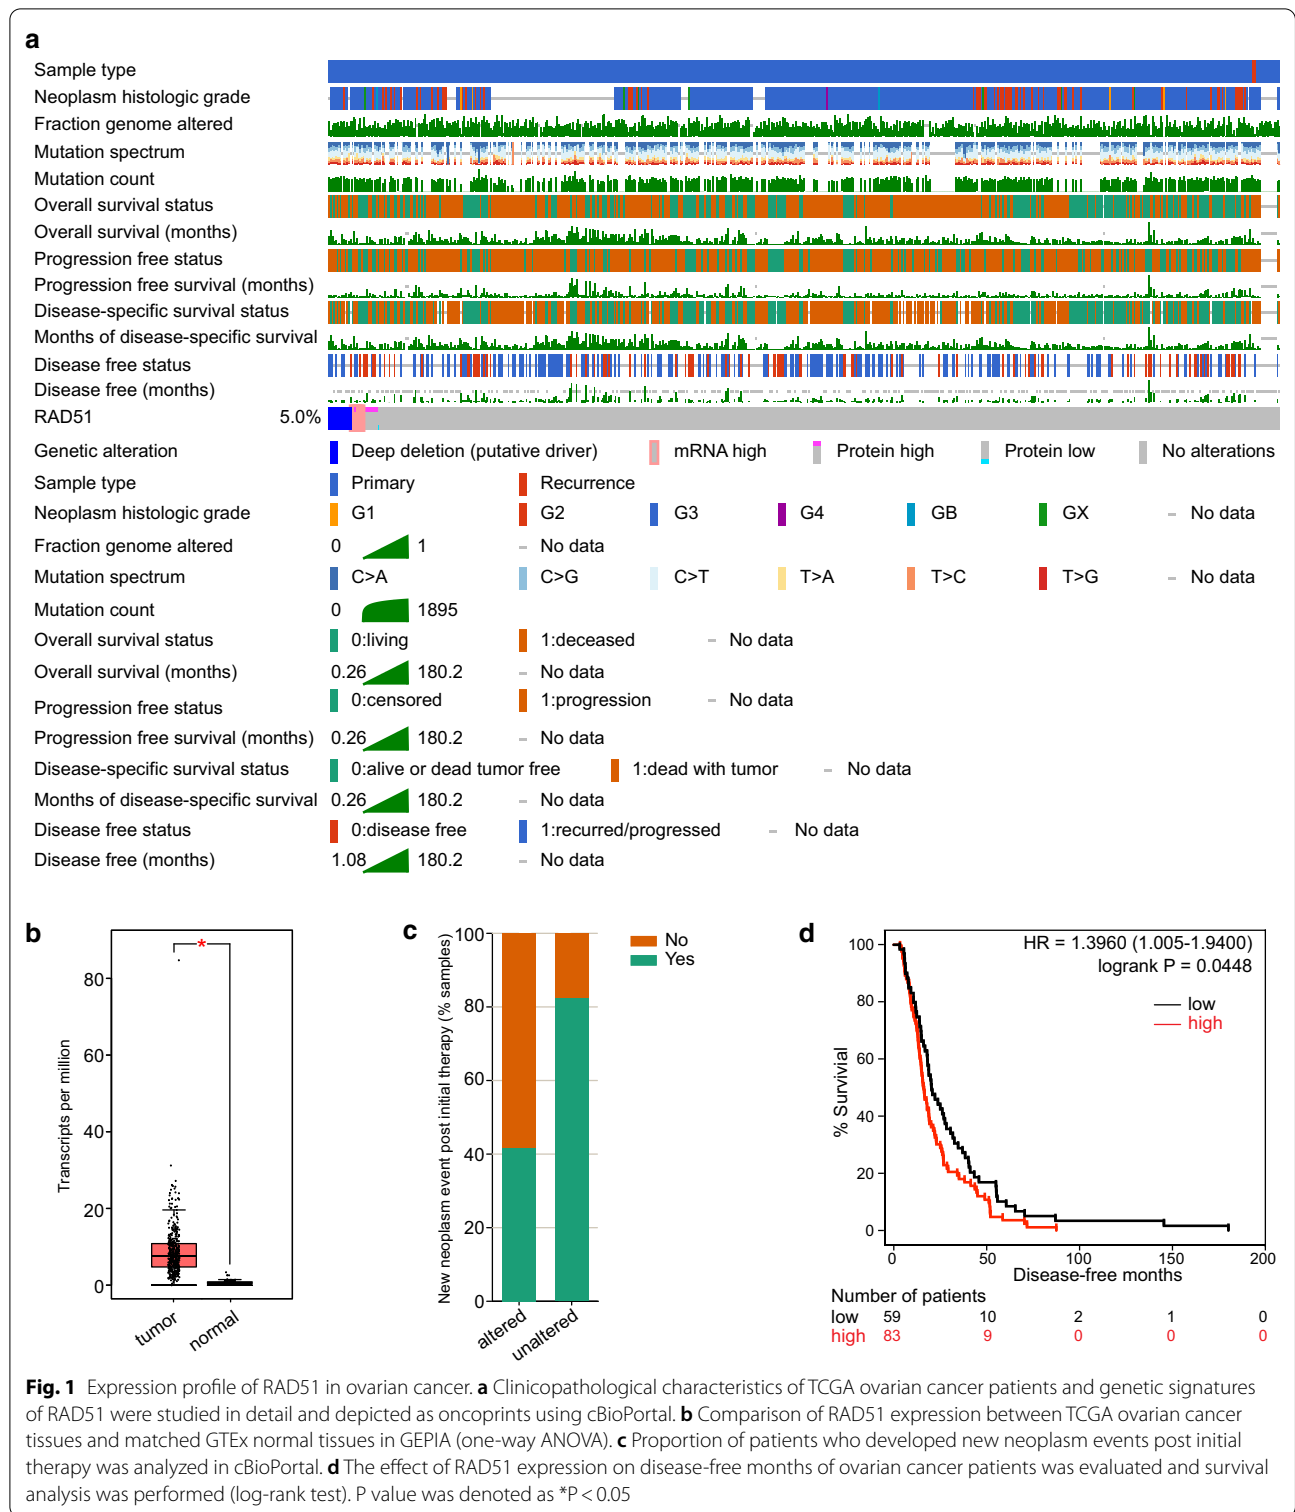 a
Sample type
Neoplasm histologic grade
Fraction genome altered
Mutation spectrum
Mutation count
Overall survival status
Overall survival (months)
Progression free status
Progression free survival (months)
Disease-specific survival status
Months of disease-specific survival
Disease free status
Disease free (months)
RAD51 5.0%
Genetic alteration Deep deletion (putative driver) mRNA high Protein high Protein low No alterations
Sample type Primary Recurrence
Neoplasm histologic grade G1 G2 G3 G4 GB GX No data
Fraction genome altered 0 1 No data
Mutation spectrum C>A C>G C>T T>A T>C T>G No data
Mutation count 0 1895
Overall survival status 0:living 1:deceased No data
Overall survival (months) 0.26 180.2 No data
Progression free status 0:censored 1:progression No data
Progression free survival (months) 0.26 180.2 No data
Disease-specific survival status 0:alive or dead tumor free 1:dead with tumor No data
Months of disease-specific survival 0.26 180.2 No data
Disease free status 0:disease free 1:recurred/progressed No data
Disease free (months) 1.08 180.2 No data
b
*
Transcripts per million
80
60
40
20
0
tumor normal
c
New neoplasm event post initial therapy (% samples)
100
80
60
40
20
0
altered unaltered
No
Yes
d
HR = 1.3960 (1.005-1.9400)
logrank P = 0.0448
low
high
% Survivial
100
80
60
40
20
0
0 50 100 150 200
Disease-free months
Number of patients
low 59 10 2 1 0
high 83 9 0 0 0
Fig. 1 Expression profile of RAD51 in ovarian cancer. a Clinicopathological characteristics of TCGA ovarian cancer patients and genetic signatures
of RAD51 were studied in detail and depicted as oncoprints using cBioPortal. b Comparison of RAD51 expression between TCGA ovarian cancer
tissues and matched GTEx normal tissues in GEPIA (one-way ANOVA). c Proportion of patients who developed new neoplasm events post initial
therapy was analyzed in cBioPortal. d The effect of RAD51 expression on disease-free months of ovarian cancer patients was evaluated and survival
analysis was performed (log-rank test). P value was denoted as *P < 0.05